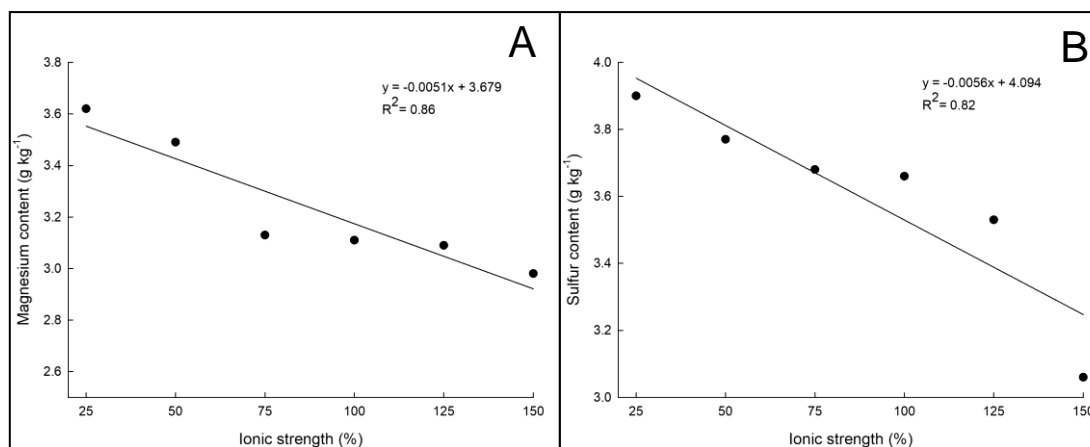 A
3.8
3.6
3.4
3.2
3.0
2.8
2.6
Magnesium content (g kg⁻¹)
y = -0.0051x + 3.679
R² = 0.86
25 50 75 100 125 150
Ionic strength (%)
B
4.0
3.8
3.6
3.4
3.2
3.0
Sulfur content (g kg⁻¹)
y = -0.0056x + 4.094
R² = 0.82
25 50 75 100 125 150
Ionic strength (%)